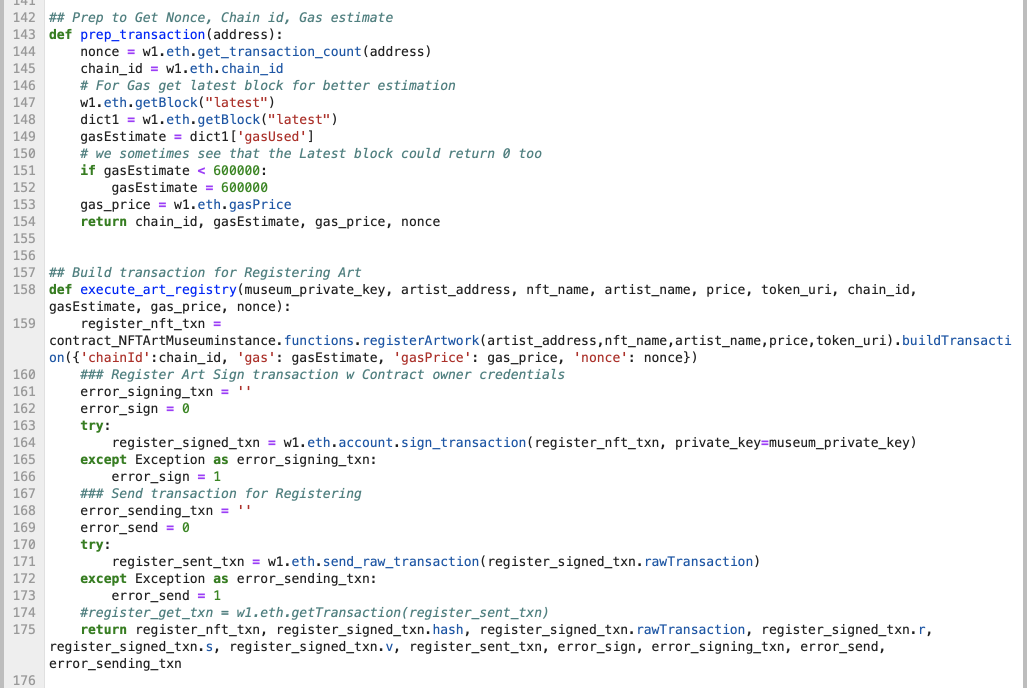 141
142 ## Prep to Get Nonce, Chain id, Gas estimate
143 def prep_transaction(address):
144     nonce = w1.eth.get_transaction_count(address)
145     chain_id = w1.eth.chain_id
146     # For Gas get latest block for better estimation
147     w1.eth.getBlock("latest")
148     dict1 = w1.eth.getBlock("latest")
149     gasEstimate = dict1['gasUsed']
150     # we sometimes see that the Latest block could return 0 too
151     if gasEstimate < 600000:
152         gasEstimate = 600000
153     gas_price = w1.eth.gasPrice
154     return chain_id, gasEstimate, gas_price, nonce
155
156
157 ## Build transaction for Registering Art
158 def execute_art_registry(museum_private_key, artist_address, nft_name, artist_name, price, token_uri, chain_id,
gasEstimate, gas_price, nonce):
159     register_nft_txn =
contract_NFTArtMuseuminstance.functions.registerArtwork(artist_address,nft_name,artist_name,price,token_uri).buildTransacti
on({'chainId':chain_id, 'gas': gasEstimate, 'gasPrice': gas_price, 'nonce': nonce})
160     ### Register Art Sign transaction w Contract owner credentials
161     error_signing_txn = ''
162     error_sign = 0
163     try:
164         register_signed_txn = w1.eth.account.sign_transaction(register_nft_txn, private_key=museum_private_key)
165     except Exception as error_signing_txn:
166         error_sign = 1
167     ### Send transaction for Registering
168     error_sending_txn = ''
169     error_send = 0
170     try:
171         register_sent_txn = w1.eth.send_raw_transaction(register_signed_txn.rawTransaction)
172     except Exception as error_sending_txn:
173         error_send = 1
174     #register_get_txn = w1.eth.getTransaction(register_sent_txn)
175     return register_nft_txn, register_signed_txn.hash, register_signed_txn.rawTransaction, register_signed_txn.r,
register_signed_txn.s, register_signed_txn.v, register_sent_txn, error_sign, error_signing_txn, error_send,
error_sending_txn
176